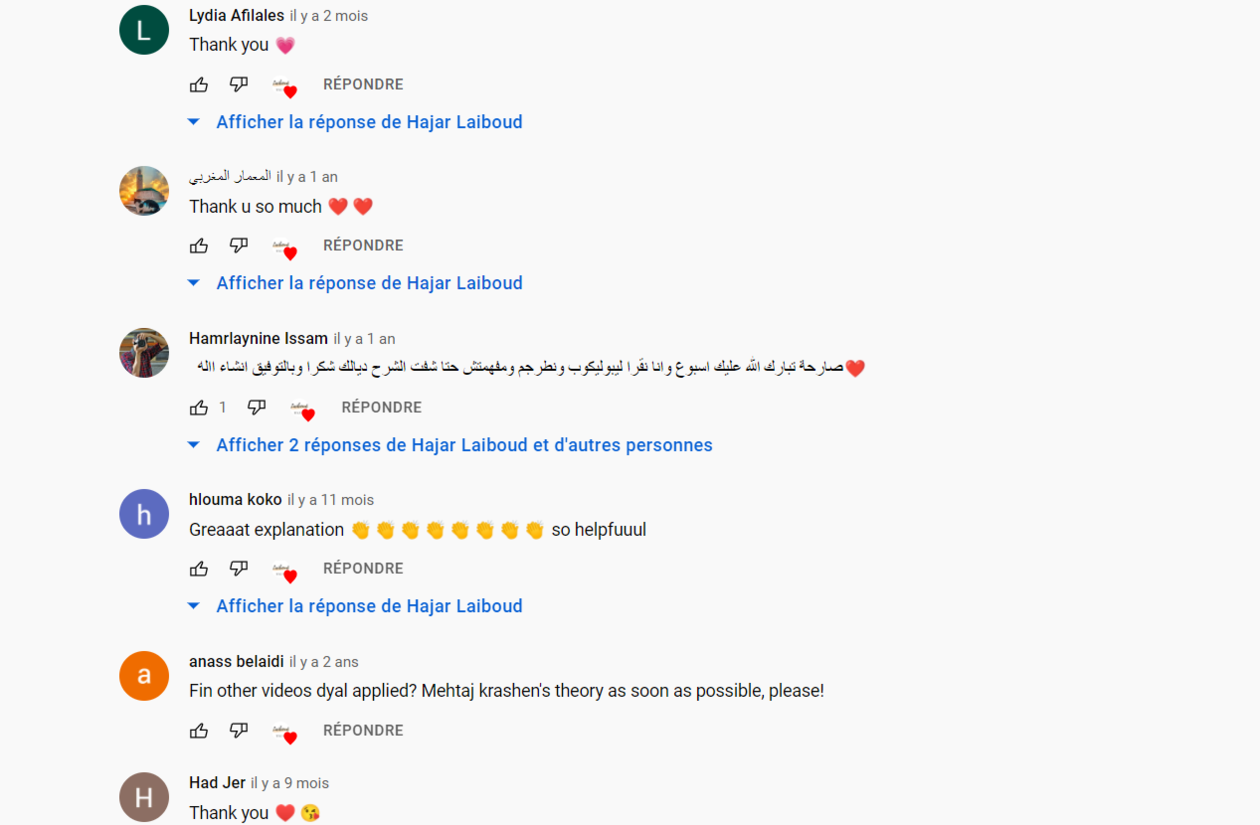 L
Lydia Afilales il y a 2 mois
Thank you 💗
RÉPONDRE
Afficher la réponse de Hajar Laiboud
المعمار المغربي il y a 1 an
Thank u so much ❤️ ❤️
RÉPONDRE
Afficher la réponse de Hajar Laiboud
Hamrlaynine Issam il y a 1 an
❤️صارحة تبارك الله عليك اسبوع وانا نقرا ليبوليكوب ونطرجم ومفهمتش حتا شفت الشرح ديالك شكرا وبالتوفيق انشاء االه
1
RÉPONDRE
Afficher 2 réponses de Hajar Laiboud et d'autres personnes
h
hlouma koko il y a 11 mois
Greaaat explanation 👏 👏 👏 👏 👏 👏 👏 👏 so helpfuuul
RÉPONDRE
Afficher la réponse de Hajar Laiboud
a
anass belaidi il y a 2 ans
Fin other videos dyal applied? Mehtaj krashen's theory as soon as possible, please!
RÉPONDRE
H
Had Jer il y a 9 mois
Thank you ❤️ 😘